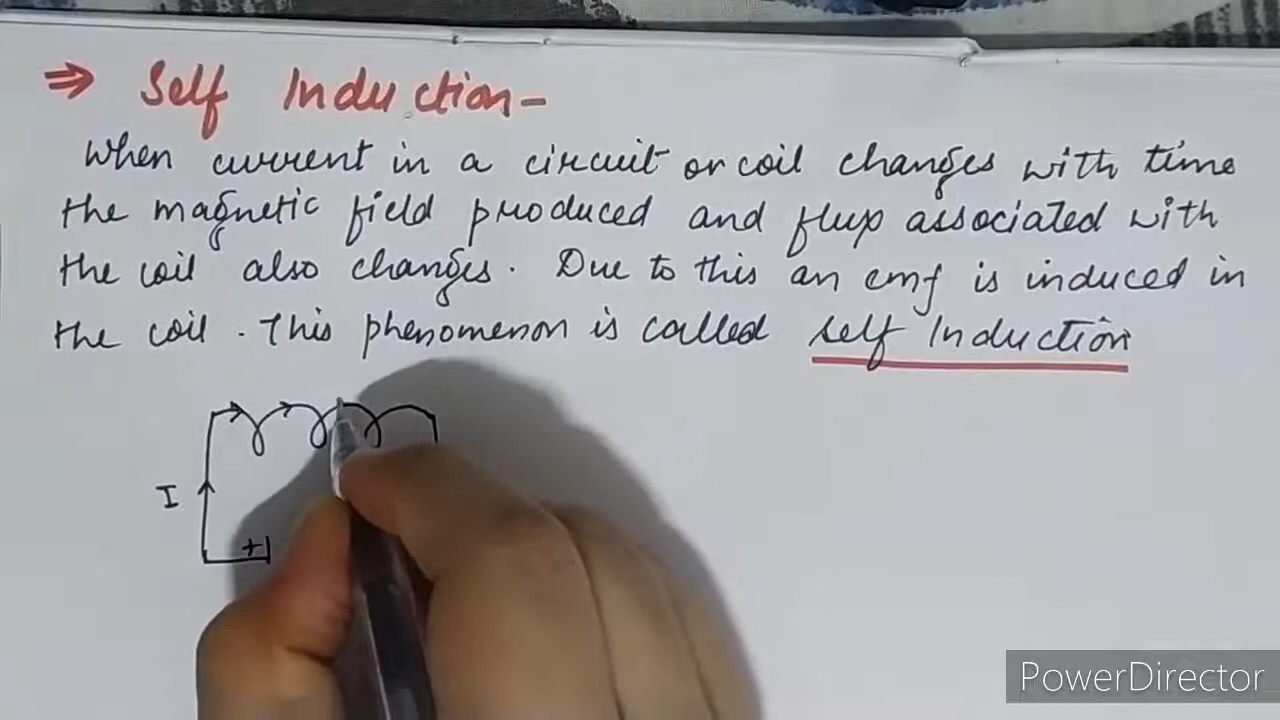 ⇒ Self Induction-
When current in a circuit or coil changes with time
the magnetic field produced and flux associated with
the coil also changes. Due to this an emf is induced in
the coil. This phenomenon is called self Induction
I
+
PowerDirector